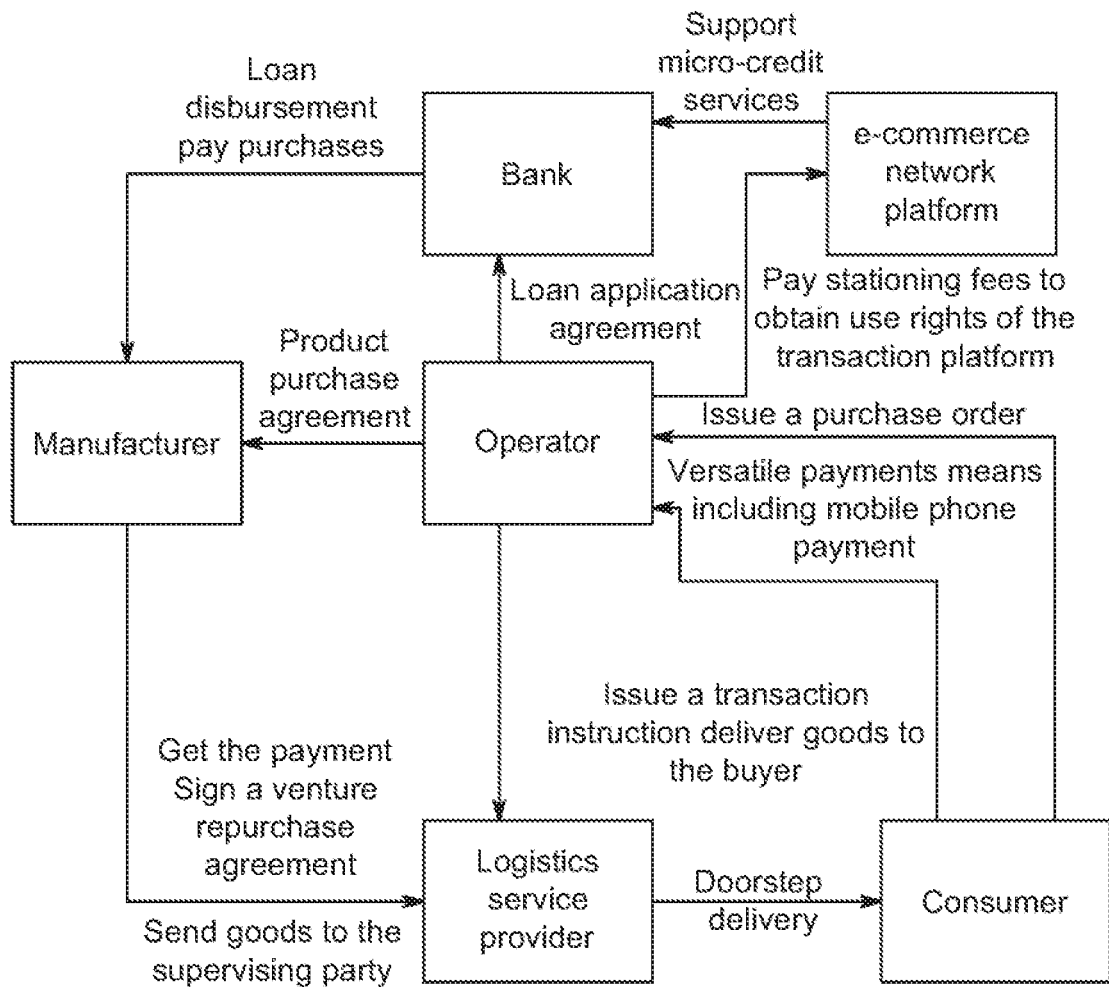 Support
micro-credit
services
Loan
disbursement
pay purchases
Bank
e-commerce
network
platform
Loan application
agreement
Pay stationing fees to
obtain use rights of the
transaction platform
Product
purchase
agreement
Manufacturer
Operator
Issue a purchase order
Versatile payments means
including mobile phone
payment
Issue a transaction
instruction deliver goods to
the buyer
Get the payment
Sign a venture
repurchase
agreement
Send goods to the
supervising party
Logistics
service
provider
Doorstep
delivery
Consumer